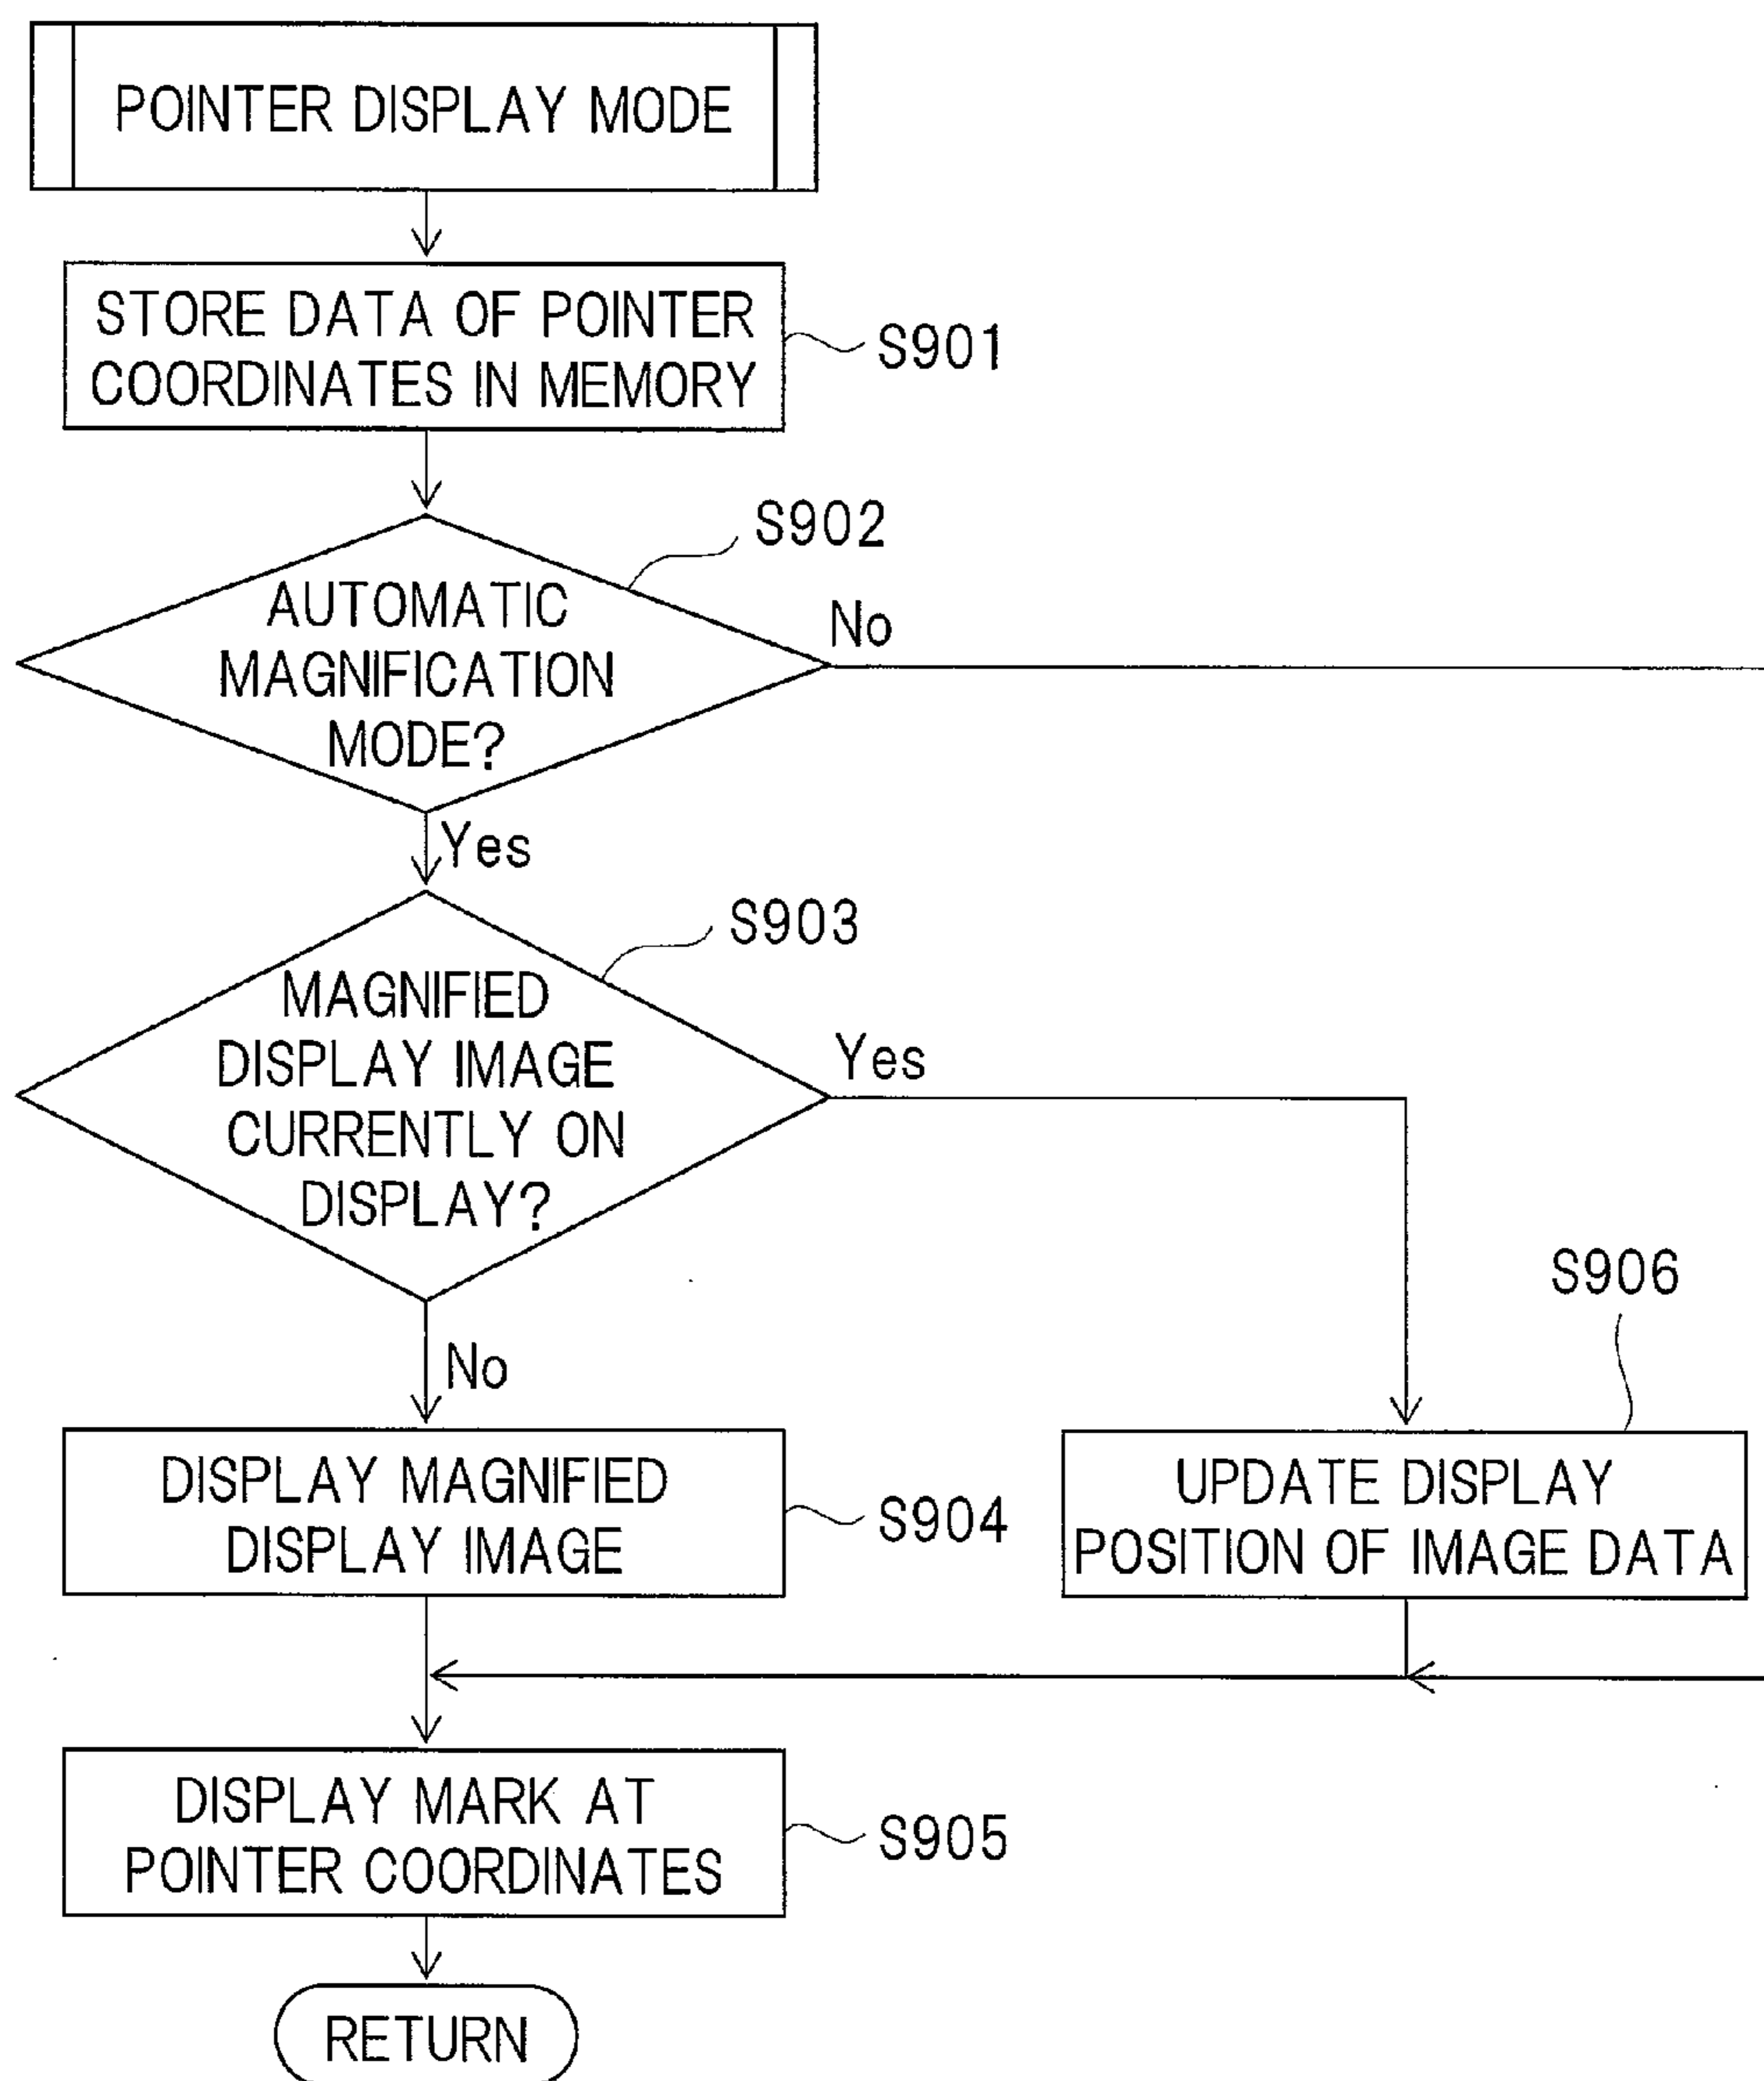 POINTER DISPLAY MODE
STORE DATA OF POINTER
COORDINATES IN MEMORY
S901
S902
AUTOMATIC
MAGNIFICATION
MODE?
No
Yes
S903
MAGNIFIED
DISPLAY IMAGE
CURRENTLY ON
DISPLAY?
Yes
No
S906
DISPLAY MAGNIFIED
DISPLAY IMAGE
S904
UPDATE DISPLAY
POSITION OF IMAGE DATA
DISPLAY MARK AT
POINTER COORDINATES
S905
RETURN